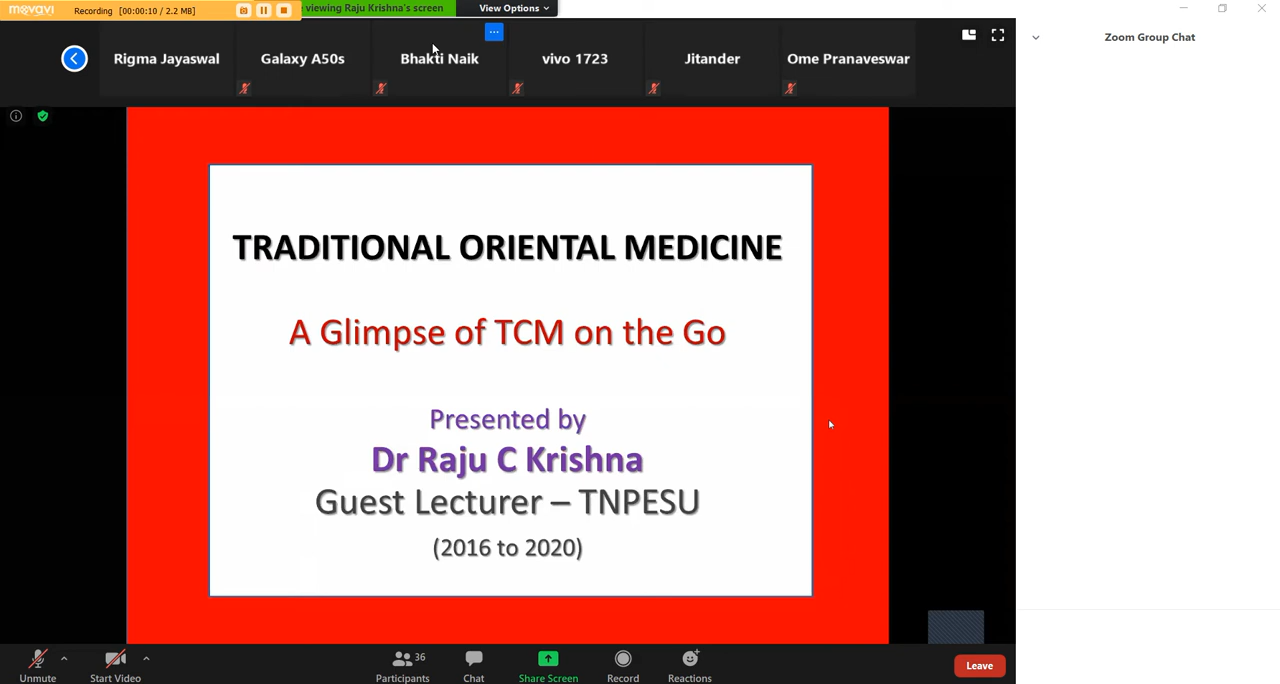 movavi
Recording [00:00:10 / 2.2 MB]
viewing Raju Krishna's screen
View Options
Rigma Jayaswal
Galaxy A50s
Bhakti Naik
vivo 1723
Jitander
Ome Pranaveswar
Zoom Group Chat
TRADITIONAL ORIENTAL MEDICINE
A Glimpse of TCM on the Go
Presented by
Dr Raju C Krishna
Guest Lecturer – TNPESU
(2016 to 2020)
Unmute
Start Video
36
Participants
Chat
Share Screen
Record
Reactions
Leave